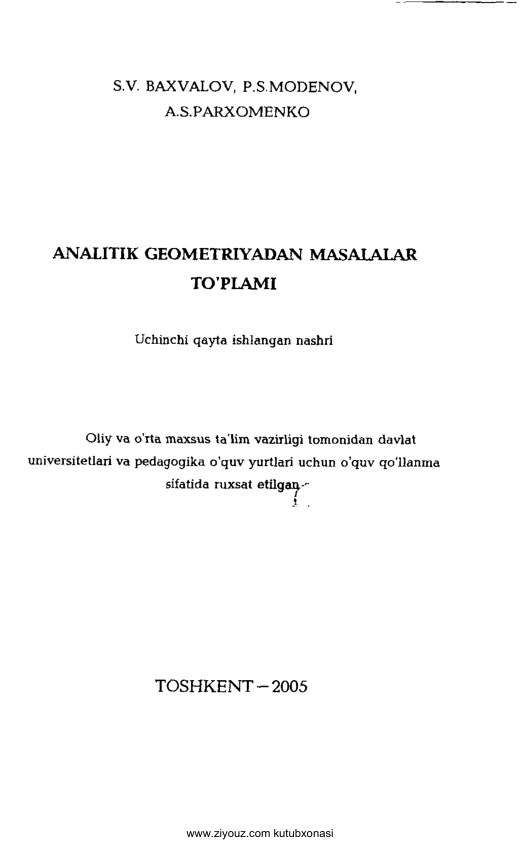 S.V. BAXVALOV, P.S.MODENOV,
A.S.PARXOMENKO
ANALITIK GEOMETRIYADAN MASALALAR
TO'PLAMI
Uchinchi qayta ishlangan nashri
Oliy va o'rta maxsus ta'lim vazirligi tomonidan davlat
universitetlari va pedagogika o'quv yurtlari uchun o'quv qo'llanma
sifatida ruxsat etilgan
TOSHKENT – 2005
www.ziyouz.com kutubxonasi